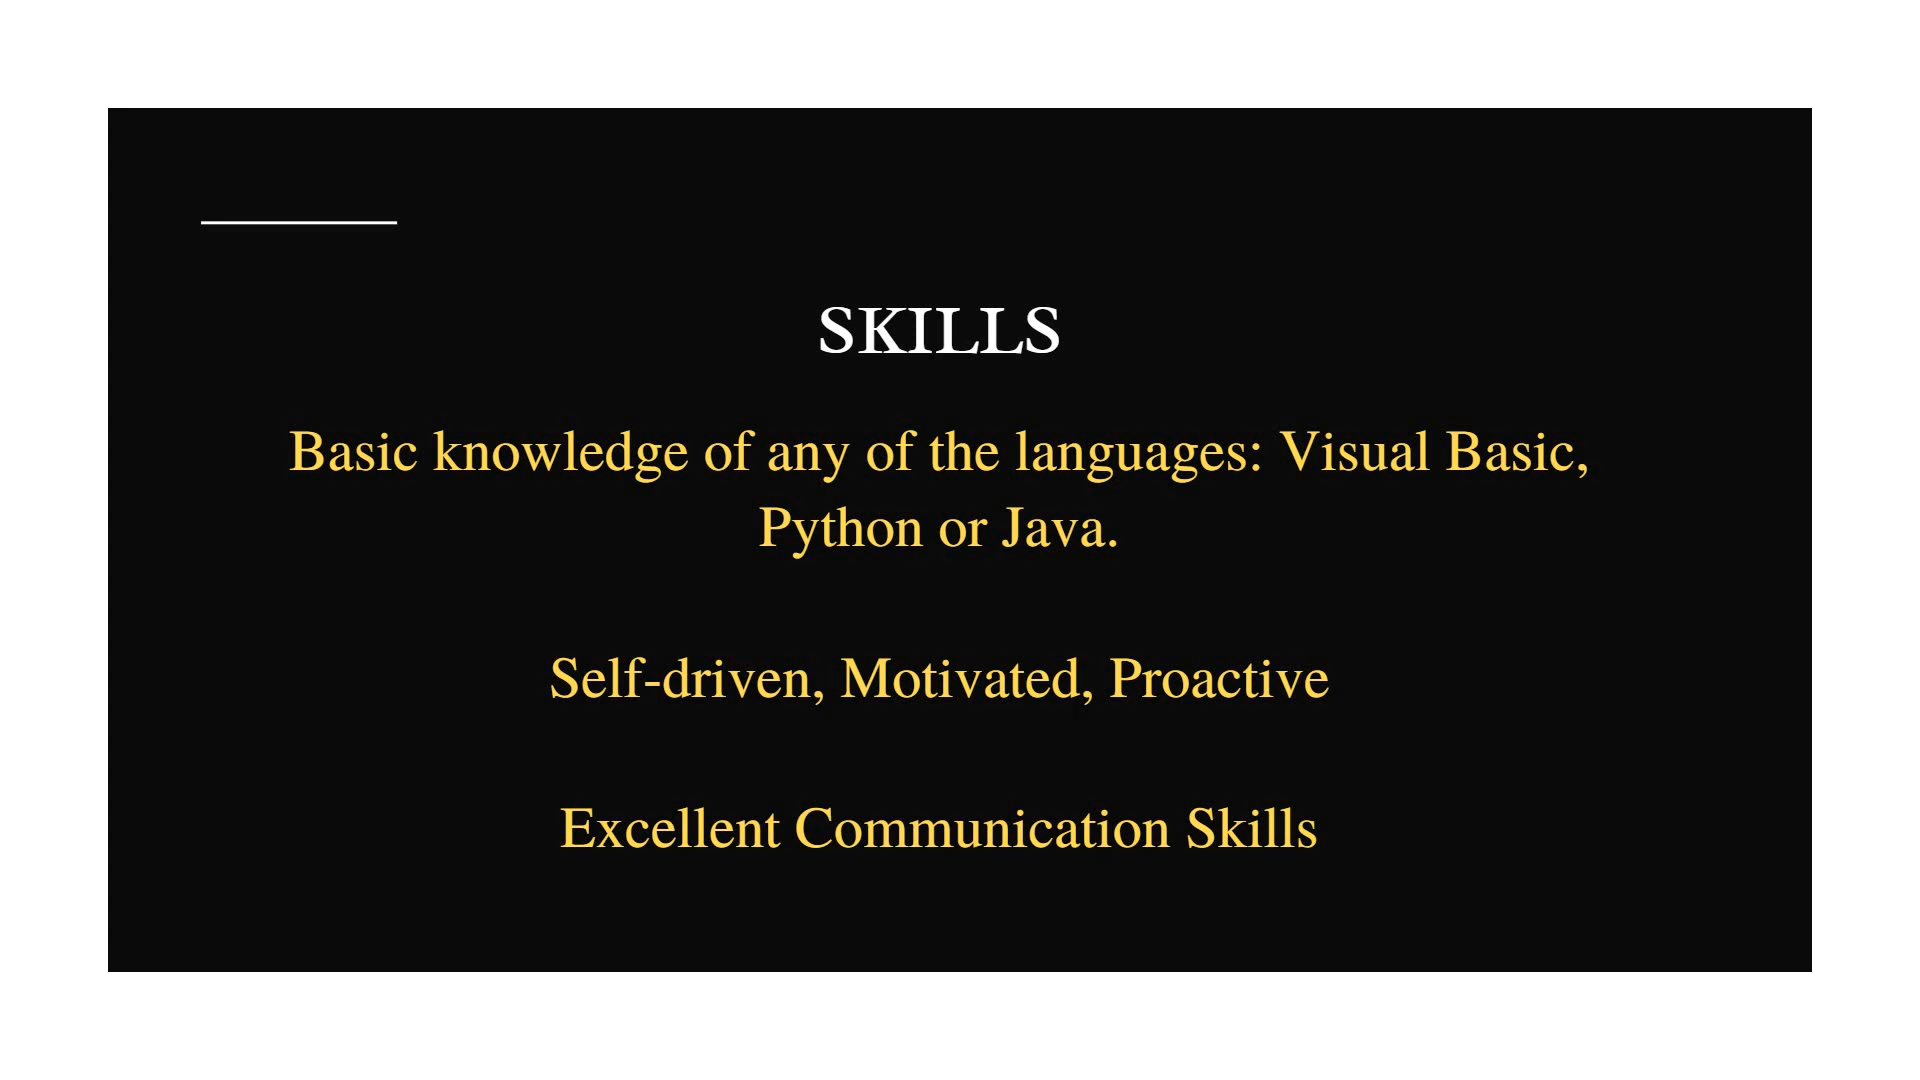 SKILLS
Basic knowledge of any of the languages: Visual Basic,
Python or Java.
Self-driven, Motivated, Proactive
Excellent Communication Skills